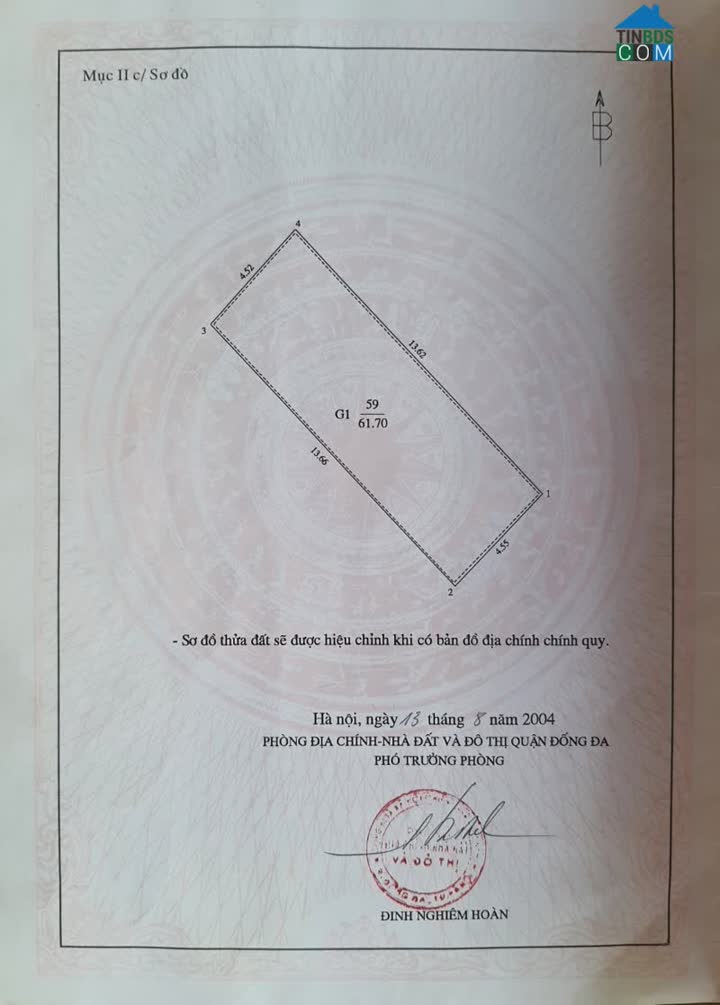 TINBDS
COM
Mục II c/ Sơ đồ
B
4
4.52
3
13.62
G1 59
61.70
13.66
1
4.55
2
- Sơ đồ thửa đất sẽ được hiệu chỉnh khi có bản đồ địa chính chính quy.
Hà nội, ngày 13 tháng 8 năm 2004
PHÒNG ĐỊA CHÍNH-NHÀ ĐẤT VÀ ĐÔ THỊ QUẬN ĐỐNG ĐA
PHÓ TRƯỞNG PHÒNG
VÀ ĐÔ THỊ
ĐINH NGHIÊM HOÀN